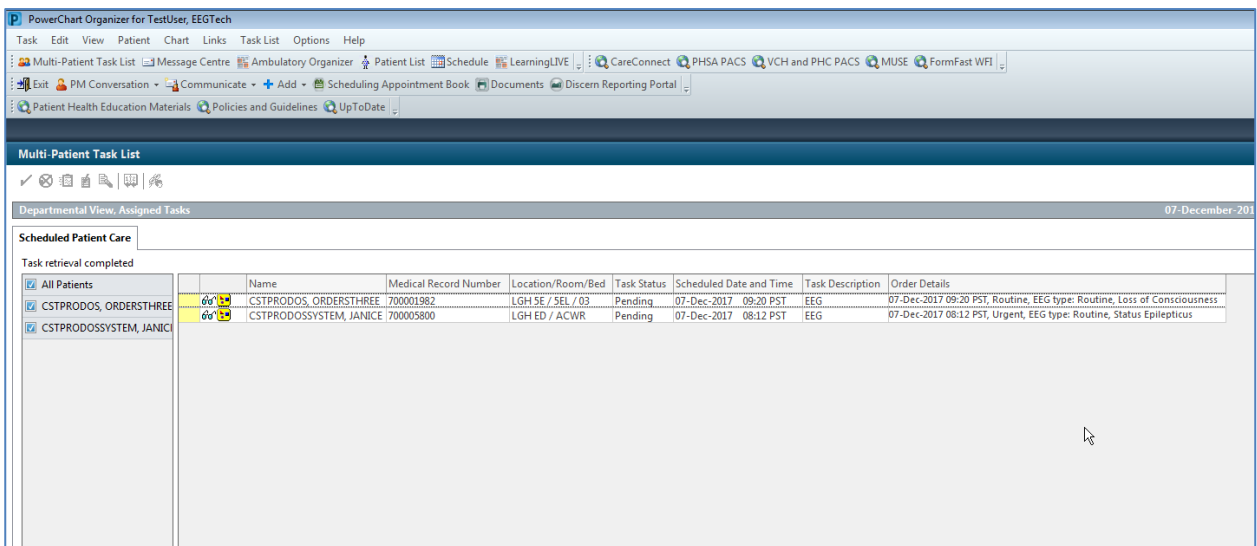 PowerChart Organizer for TestUser, EEGTech
Task Edit View Patient Chart Links Task List Options Help
Multi-Patient Task List Message Centre Ambulatory Organizer Patient List Schedule LearningLIVE CareConnect PHSA PACS VCH and PHC PACS MUSE FormFast WFI
Exit PM Conversation Communicate Add Scheduling Appointment Book Documents Discern Reporting Portal
Patient Health Education Materials Policies and Guidelines UpToDate
Multi-Patient Task List
Departmental View, Assigned Tasks 07-December-201
Scheduled Patient Care
Task retrieval completed
All Patients Name Medical Record Number Location/Room/Bed Task Status Scheduled Date and Time Task Description Order Details
CSTPRODOS, ORDERSTHREE CSTPRODOS, ORDERSTHREE 700001982 LGH 5E / 5EL / 03 Pending 07-Dec-2017 09:20 PST EEG 07-Dec-2017 09:20 PST, Routine, EEG type: Routine, Loss of Consciousness
CSTPRODOSSYSTEM, JANICE 700005800 LGH ED / ACWR Pending 07-Dec-2017 08:12 PST EEG 07-Dec-2017 08:12 PST, Urgent, EEG type: Routine, Status Epilepticus
CSTPRODOSSYSTEM, JANICI